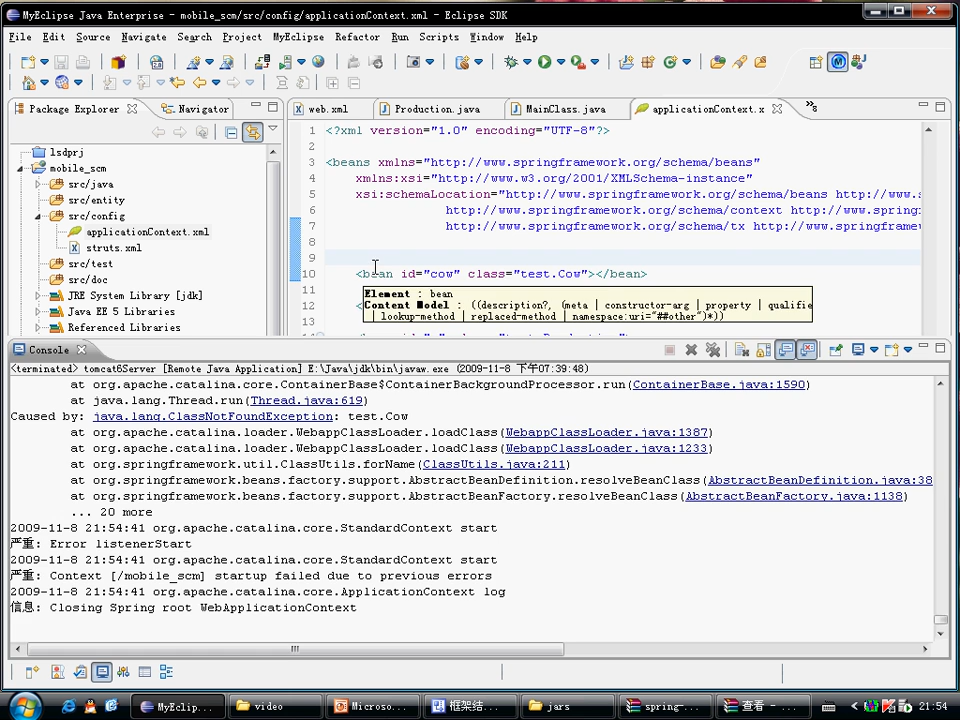 MyEclipse Java Enterprise - mobile_scm/src/config/applicationContext.xml - Eclipse SDK
File Edit Source Navigate Search Project MyEclipse Run Refactor Run Scripts Window Help
Package Explorer Navigator
web.xml Production.java MainClass.java applicationContext.x
lsdprj
mobile_scm
src/java
src/entity
src/config
applicationContext.xml
struts.xml
src/test
src/doc
JRE System Library [jdk]
Java EE 5 Libraries
Referenced Libraries
1 <?xml version="1.0" encoding="UTF-8"?>
2
3 <beans xmlns="http://www.springframework.org/schema/beans"
4 xmlns:xsi="http://www.w3.org/2001/XMLSchema-instance"
5 xsi:schemaLocation="http://www.springframework.org/schema/beans http://www.s
6 http://www.springframework.org/schema/context http://www.spring
7 http://www.springframework.org/schema/tx http://www.springframew
8
9
10 <bean id="cow" class="test.Cow"></bean>
11
12 <
13
Element : bean
Content Model : ((description?, (meta | constructor-arg | property | qualifie
| lookup-method | replaced-method | namespace:uri="##other")*))
Console
<terminated> tomcat6Server [Remote Java Application] E:\Java\jdk\bin\javaw.exe (2009-11-8 下午07:39:48)
at org.apache.catalina.core.ContainerBase$ContainerBackgroundProcessor.run(ContainerBase.java:1590)
at java.lang.Thread.run(Thread.java:619)
Caused by: java.lang.ClassNotFoundException: test.Cow
at org.apache.catalina.loader.WebappClassLoader.loadClass(WebappClassLoader.java:1387)
at org.apache.catalina.loader.WebappClassLoader.loadClass(WebappClassLoader.java:1233)
at org.springframework.util.ClassUtils.forName(ClassUtils.java:211)
at org.springframework.beans.factory.support.AbstractBeanDefinition.resolveBeanClass(AbstractBeanDefinition.java:38
at org.springframework.beans.factory.support.AbstractBeanFactory.resolveBeanClass(AbstractBeanFactory.java:1138)
... 20 more
2009-11-8 21:54:41 org.apache.catalina.core.StandardContext start
严重: Error listenerStart
2009-11-8 21:54:41 org.apache.catalina.core.StandardContext start
严重: Context [/mobile_scm] startup failed due to previous errors
2009-11-8 21:54:41 org.apache.catalina.core.ApplicationContext log
信息: Closing Spring root WebApplicationContext
MyEclip... video Microso... 框架结... jars spring-... 查看 - ... 21:54